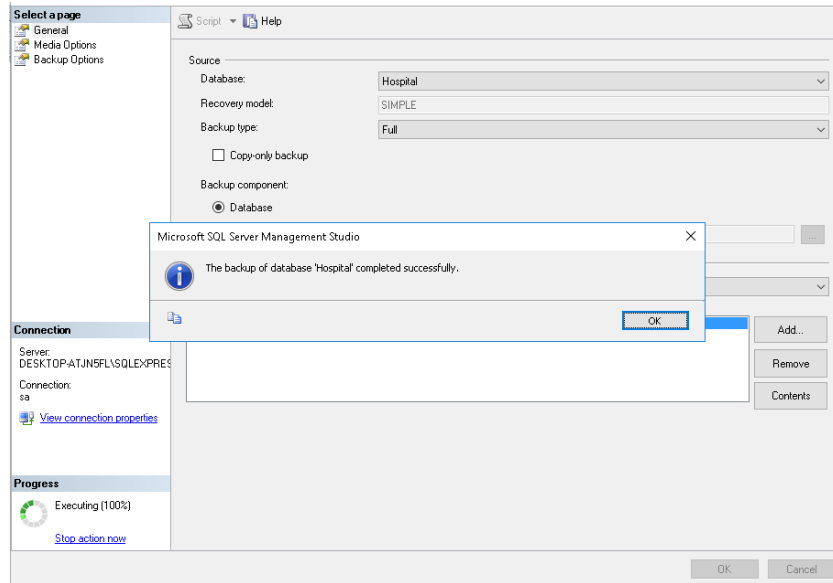 Select a page
General
Media Options
Backup Options
Script
Help
Source
Database:
Hospital
Recovery model:
SIMPLE
Backup type:
Full
Copy-only backup
Backup component:
Database
...
Microsoft SQL Server Management Studio
The backup of database 'Hospital' completed successfully.
OK
Connection
Server:
DESKTOP-ATJN5FL\SQLEXPRES
Connection:
sa
View connection properties
Add...
Remove
Contents
Progress
Executing (100%)
Stop action now
OK
Cancel